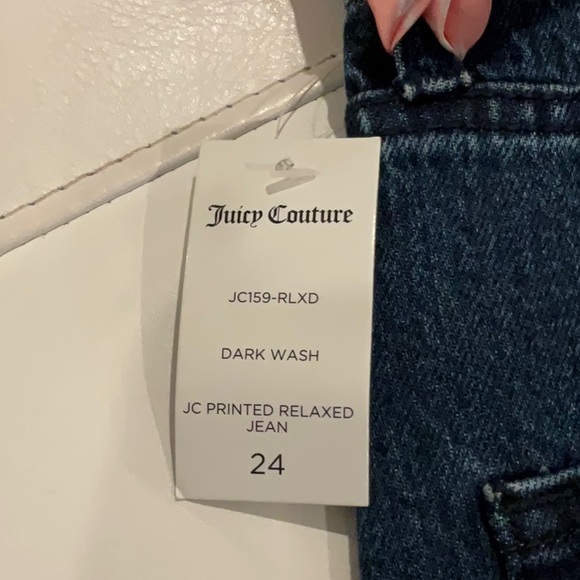 Juicy Couture
JC159-RLXD
DARK WASH
JC PRINTED RELAXED
JEAN
24